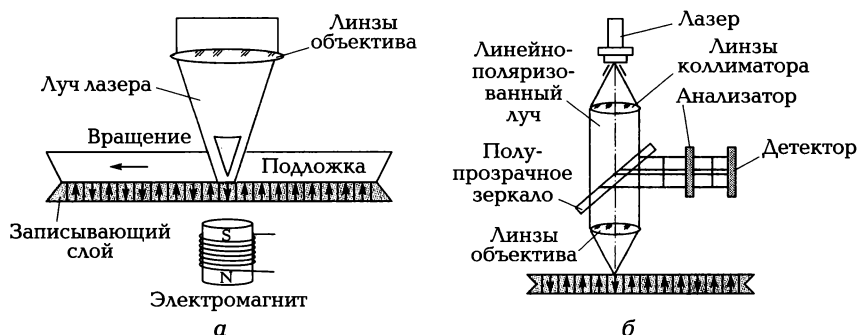 Линзы
объектива
Луч лазера
Вращение
Подложка
Записывающий
слой
S
N
Электромагнит
а
Лазер
Линейно-
поляризо-
ванный
луч
Линзы
коллиматора
Анализатор
Детектор
Полу-
прозрачное
зеркало
Линзы
объектива
б